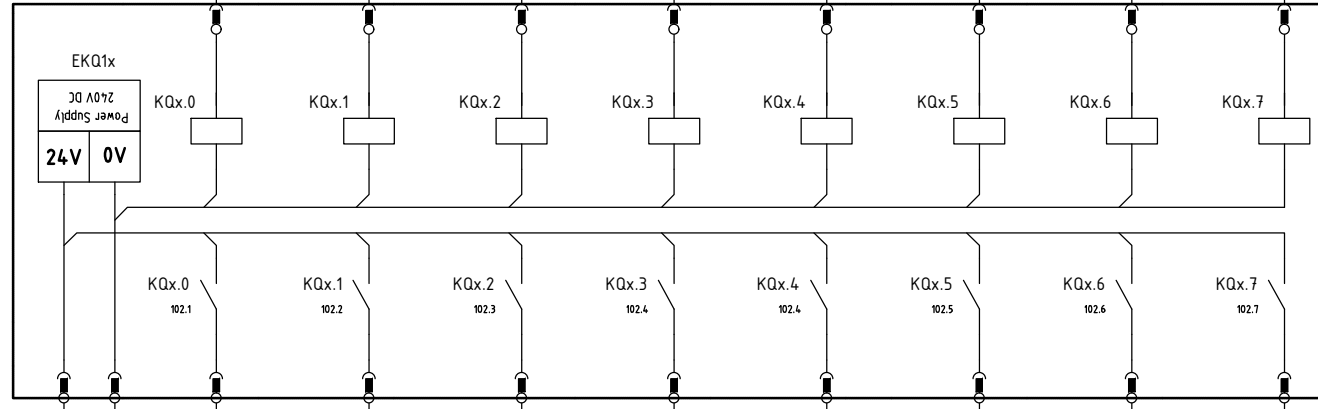 EKQ1x
Power Supply
240V DC
24V 0V
KQx.0 KQx.1 KQx.2 KQx.3 KQx.4 KQx.5 KQx.6 KQx.7
KQx.0 KQx.1 KQx.2 KQx.3 KQx.4 KQx.5 KQx.6 KQx.7
102.1 102.2 102.3 102.4 102.4 102.5 102.6 102.7